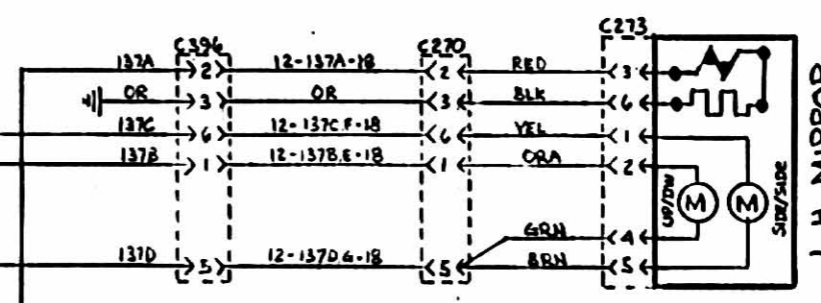 C396 C270 C273
137A 2 12-137A-18 2 RED 3
OR 3 OR 3 BLK 6
137C 6 12-137C.F-18 6 YEL 1
137B 1 12-137B.E-18 1 ORA 2
UP/DW M M SIDE/SIDE
GRN 4
137D 5 12-137D.G-18 5 BRN 5
MIRROR